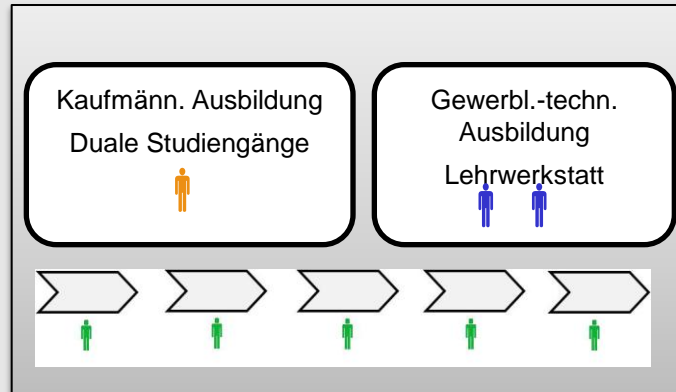 Kaufmänn. Ausbildung
Duale Studiengänge
Gewerbl.-techn.
Ausbildung
Lehrwerkstatt